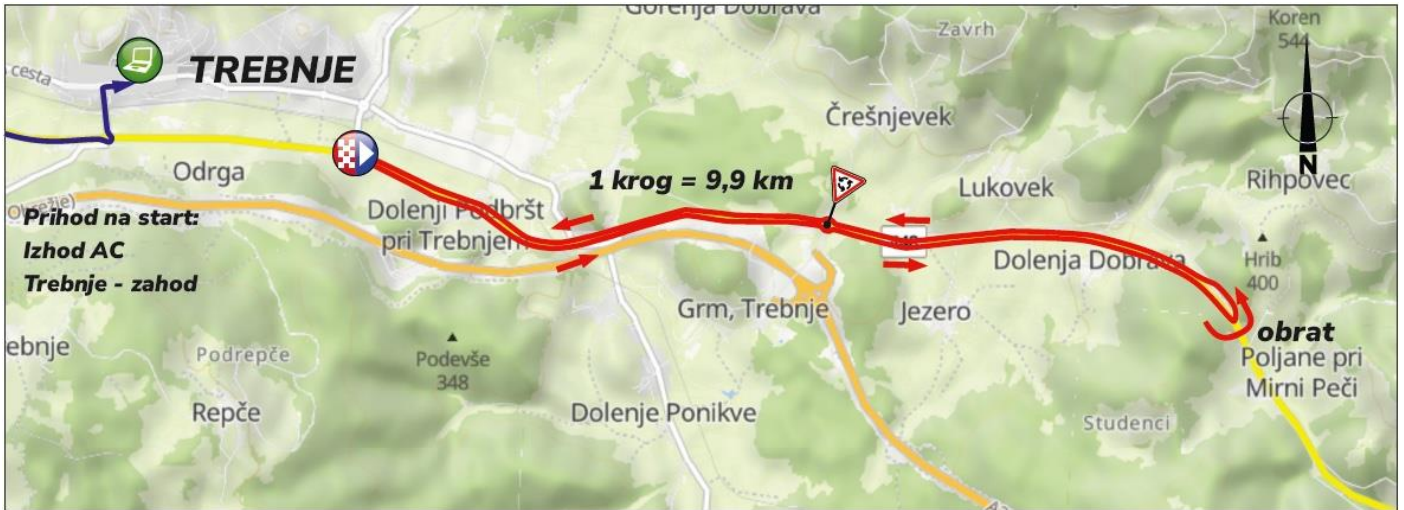 Gorenja Dobrava
Zavrh
Koren
544
cesta
TREBNJE
Črešnjevek
N
1 krog = 9,9 km
Odrga
Lukovek
Rihpovec
Prihod na start:
Dolenji Podbršt
pri Trebnjem
Izhod AC
Trebnje - zahod
Dolenja Dobrava
Hrib
400
Grm, Trebnje
Jezero
obrat
ebnje
Podrepče
Podevše
348
Poljane pri
Mirni Peči
Repče
Dolenje Ponikve
Studenci